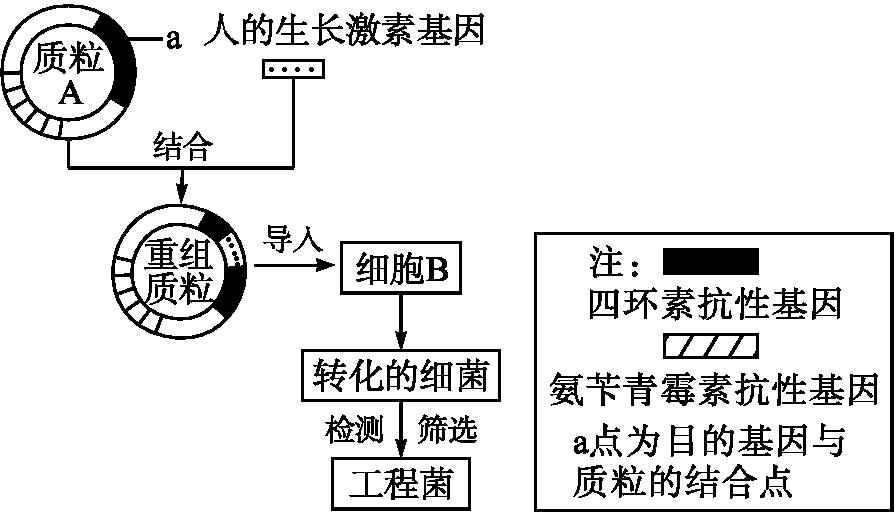 质粒
A
a
人的生长激素基因
结合
重组
质粒
导入
细胞B
转化的细菌
检测 筛选
工程菌
注：
四环素抗性基因
氨苄青霉素抗性基因
a点为目的基因与
质粒的结合点